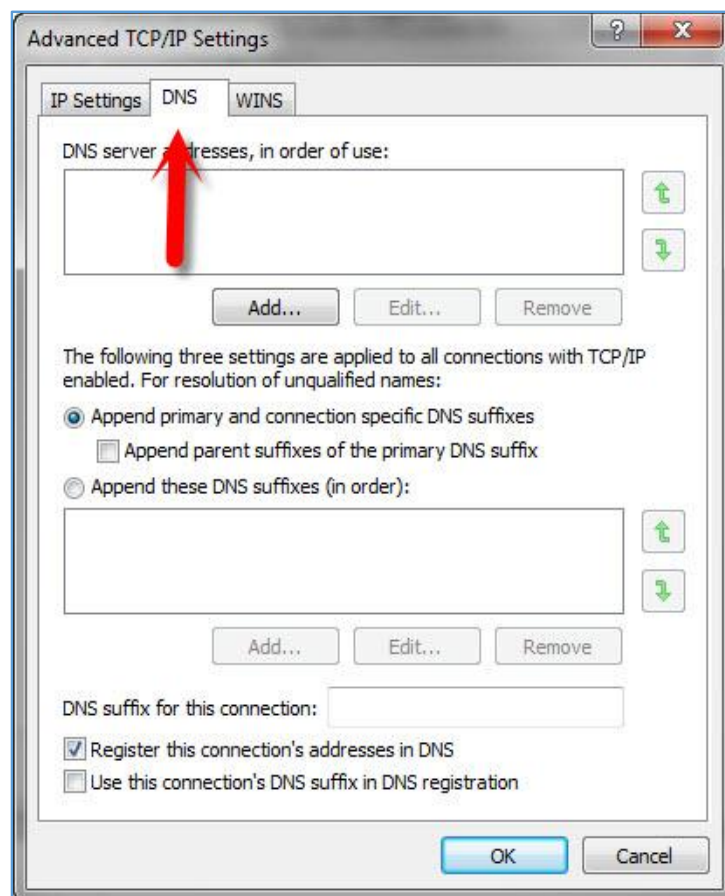 Advanced TCP/IP Settings
IP Settings DNS WINS
DNS server addresses, in order of use:
Add... Edit... Remove
The following three settings are applied to all connections with TCP/IP
enabled. For resolution of unqualified names:
Append primary and connection specific DNS suffixes
Append parent suffixes of the primary DNS suffix
Append these DNS suffixes (in order):
Add... Edit... Remove
DNS suffix for this connection:
Register this connection's addresses in DNS
Use this connection's DNS suffix in DNS registration
OK Cancel